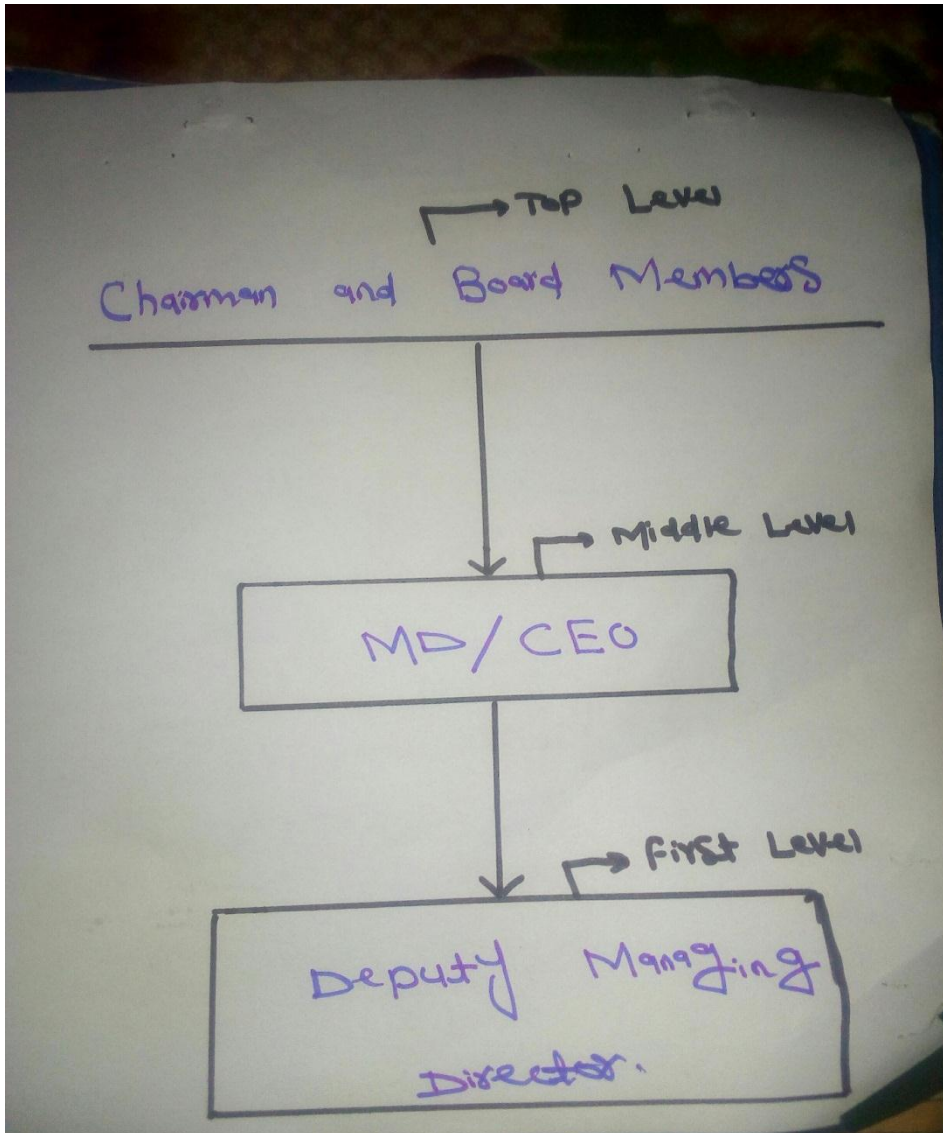 Top Level
Chairman and Board Members
Middle Level
MD/CEO
First Level
Deputy Managing
Director.